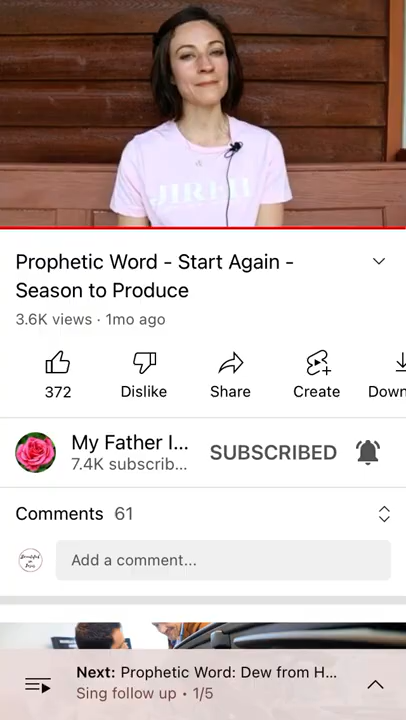 JIREH
Prophetic Word - Start Again -
Season to Produce
3.6K views · 1mo ago
372
Dislike
Share
Create
Down
My Father I...
SUBSCRIBED
7.4K subscrib...
Comments 61
Add a comment...
Next: Prophetic Word: Dew from H...
Sing follow up • 1/5